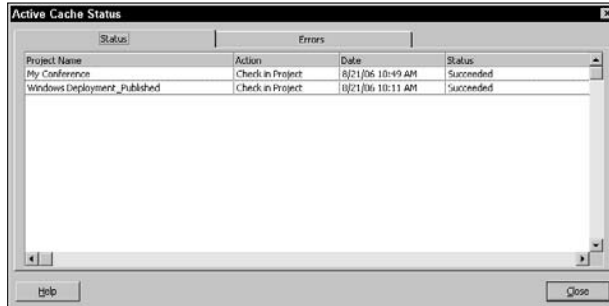 Active Cache Status
Status Errors
Project Name Action Date Status
My Conference Check in Project 8/21/06 10:49 AM Succeeded
Windows Deployment_Published Check in Project 8/21/06 10:11 AM Succeeded
Help Close